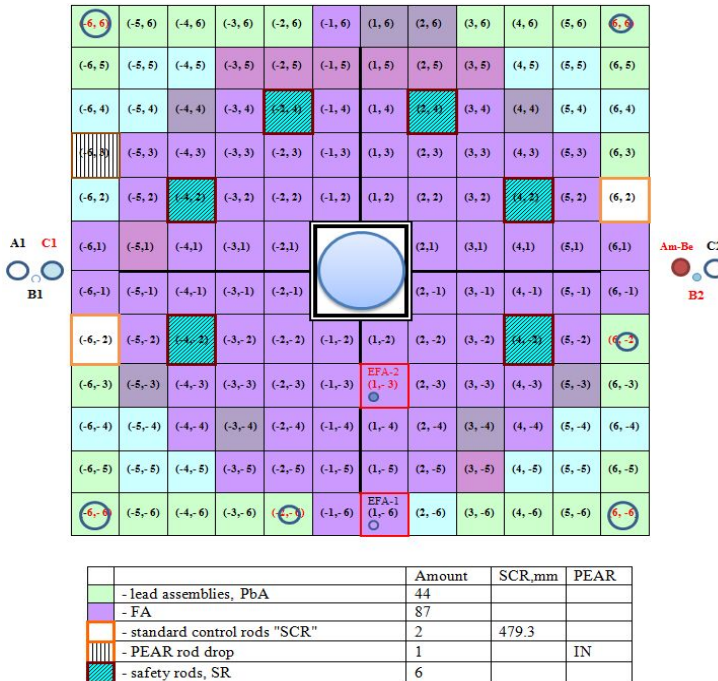 (-6, 6) (-5, 6) (-4, 6) (-3, 6) (-2, 6) (-1, 6) (1, 6) (2, 6) (3, 6) (4, 6) (5, 6) (6, 6)
(-6, 5) (-5, 5) (-4, 5) (-3, 5) (-2, 5) (-1, 5) (1, 5) (2, 5) (3, 5) (4, 5) (5, 5) (6, 5)
(-6, 4) (-5, 4) (-4, 4) (-3, 4) (-2, 4) (-1, 4) (1, 4) (2, 4) (3, 4) (4, 4) (5, 4) (6, 4)
(-6, 3) (-5, 3) (-4, 3) (-3, 3) (-2, 3) (-1, 3) (1, 3) (2, 3) (3, 3) (4, 3) (5, 3) (6, 3)
(-6, 2) (-5, 2) (-4, 2) (-3, 2) (-2, 2) (-1, 2) (1, 2) (2, 2) (3, 2) (4, 2) (5, 2) (6, 2)
A1 C1 (-6,1) (-5,1) (-4,1) (-3,1) (-2,1) (2,1) (3,1) (4,1) (5,1) (6,1) Am-Be C2
B1 (-6,-1) (-5,-1) (-4,-1) (-3,-1) (-2,-1) (2, -1) (3, -1) (4, -1) (5, -1) (6, -1) B2
(-6,- 2) (-5,- 2) (-4,- 2) (-3,- 2) (-2,- 2) (-1,- 2) (1,- 2) (2, -2) (3, -2) (4, -2) (5, -2) (6, -2)
EFA-2
(-6,- 3) (-5,- 3) (-4,- 3) (-3,- 3) (-2,- 3) (-1,- 3) (1,- 3) (2, -3) (3, -3) (4, -3) (5, -3) (6, -3)
(-6,- 4) (-5,- 4) (-4,- 4) (-3,- 4) (-2,- 4) (-1,- 4) (1,- 4) (2, -4) (3, -4) (4, -4) (5, -4) (6, -4)
(-6,- 5) (-5,- 5) (-4,- 5) (-3,- 5) (-2,- 5) (-1,- 5) (1,- 5) (2, -5) (3, -5) (4, -5) (5, -5) (6, -5)
EFA-1
(-6,- 6) (-5,- 6) (-4,- 6) (-3,- 6) (-2,- 6) (-1,- 6) (1,- 6) (2, -6) (3, -6) (4, -6) (5, -6) (6, -6)
Amount SCR,mm PEAR
- lead assemblies, PbA 44
- FA 87
- standard control rods "SCR" 2 479.3
- PEAR rod drop 1 IN
- safety rods, SR 6